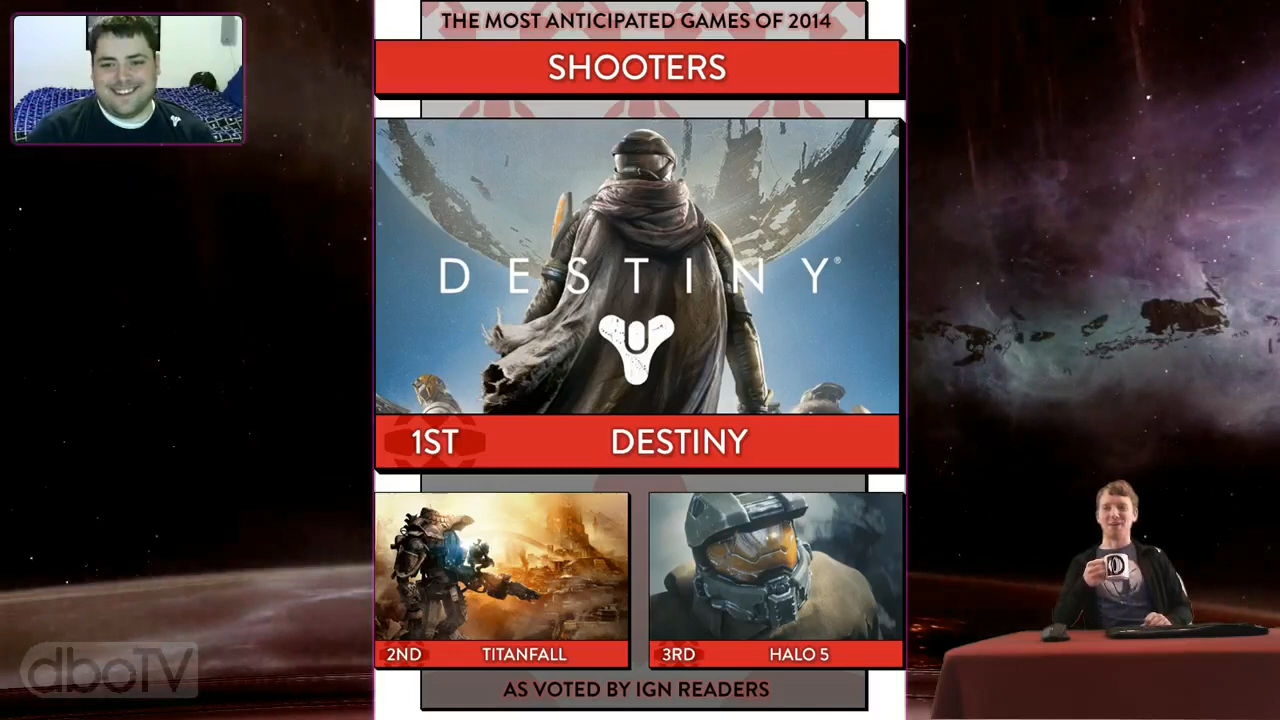 THE MOST ANTICIPATED GAMES OF 2014
SHOOTERS
DESTINY®
1ST DESTINY
2ND TITANFALL
3RD HALO 5
AS VOTED BY IGN READERS
dboTV